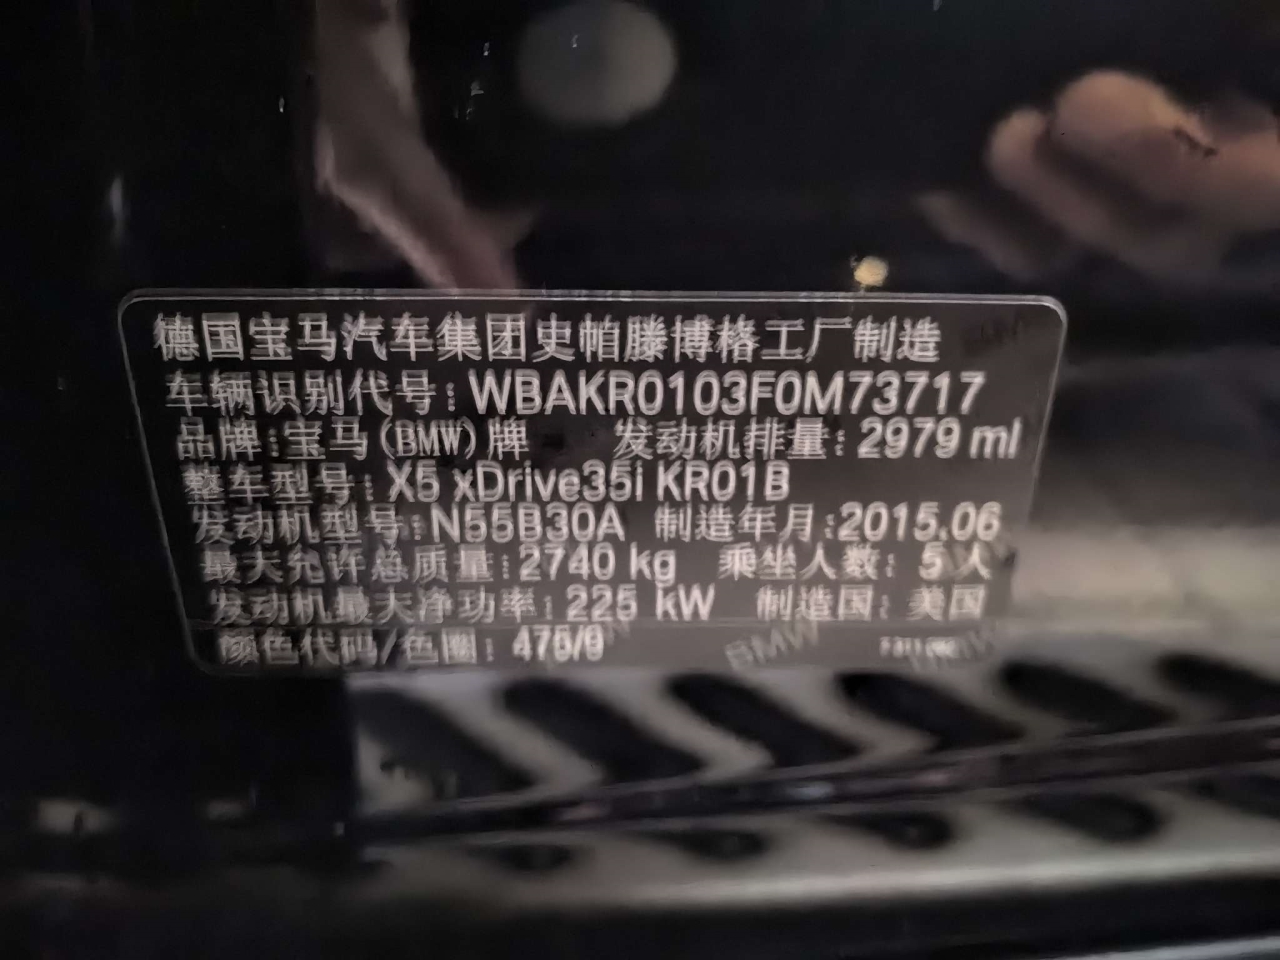 德国宝马汽车集团史帕滕博格工厂制造
车辆识别代号: WBAKR0103F0M73717
品牌:宝马(BMW)牌 发动机排量: 2979 ml
整车型号: X5 xDrive35i KR01B
发动机型号: N55B30A 制造年月:2015.06
最大允许总质量: 2740 kg 乘坐人数: 5人
发动机最大净功率: 225 kW 制造国: 美国
颜色代码/色圈: 475/9
BMW